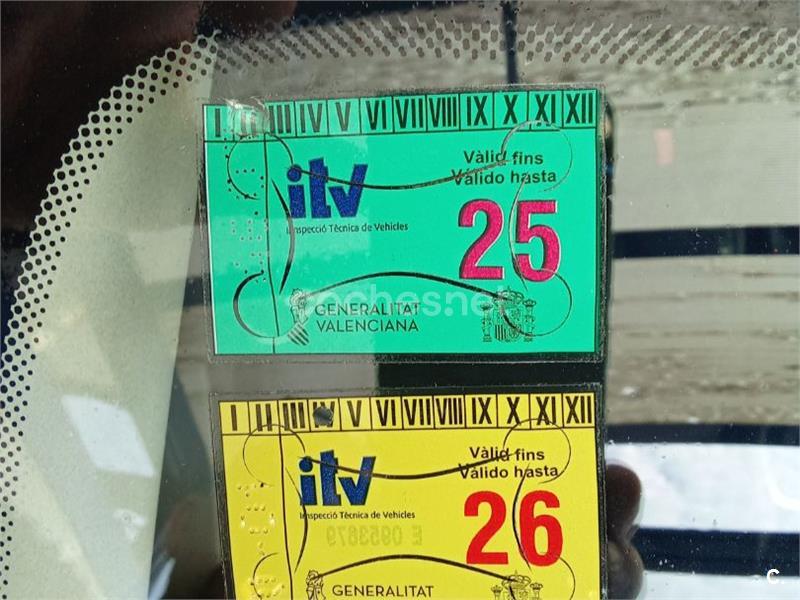 I II III IV V VI VII VIII IX X XI XII
Vàlid fins
Válido hasta
itv
25
Inspecció Tècnica de Vehicles
coches.net
GENERALITAT
VALENCIANA
I II III IV V VI VII VIII IX X XI XII
Vàlid fins
Válido hasta
itv
26
Inspecció Tècnica de Vehicles
E 0953679
GENERALITAT
C.